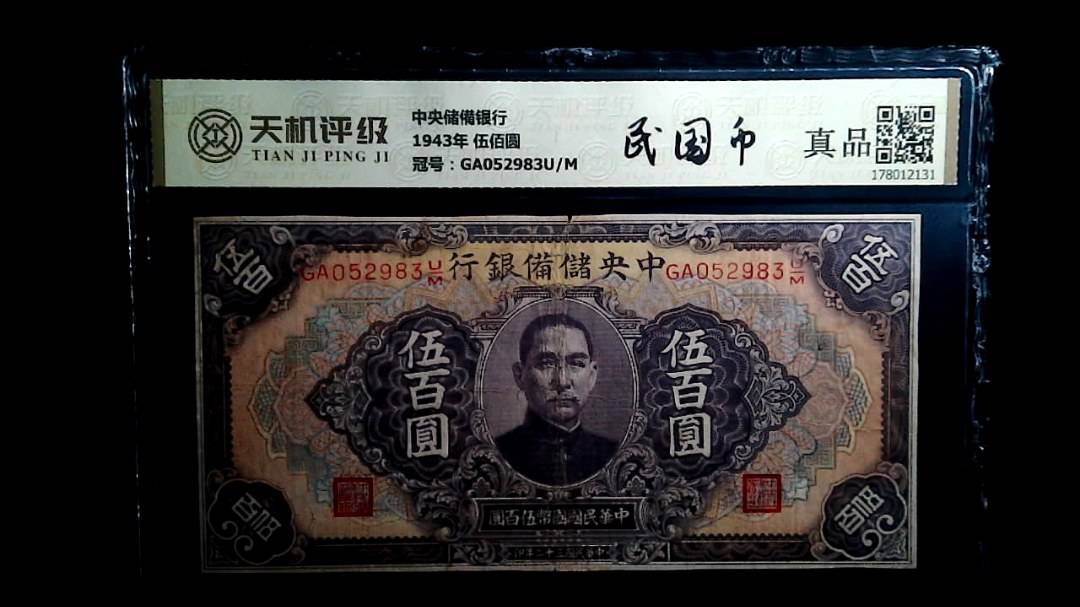 天机评级
TIAN JI PING JI
中央储備银行
1943年 伍佰圆
冠号：GA052983U/M
民国币
真品
178012131
伍百
GA052983U/M
行銀備儲央中
GA052983U/M
伍百
伍百圓
伍百圓
圓百伍幣國國民華中
伍百
伍百